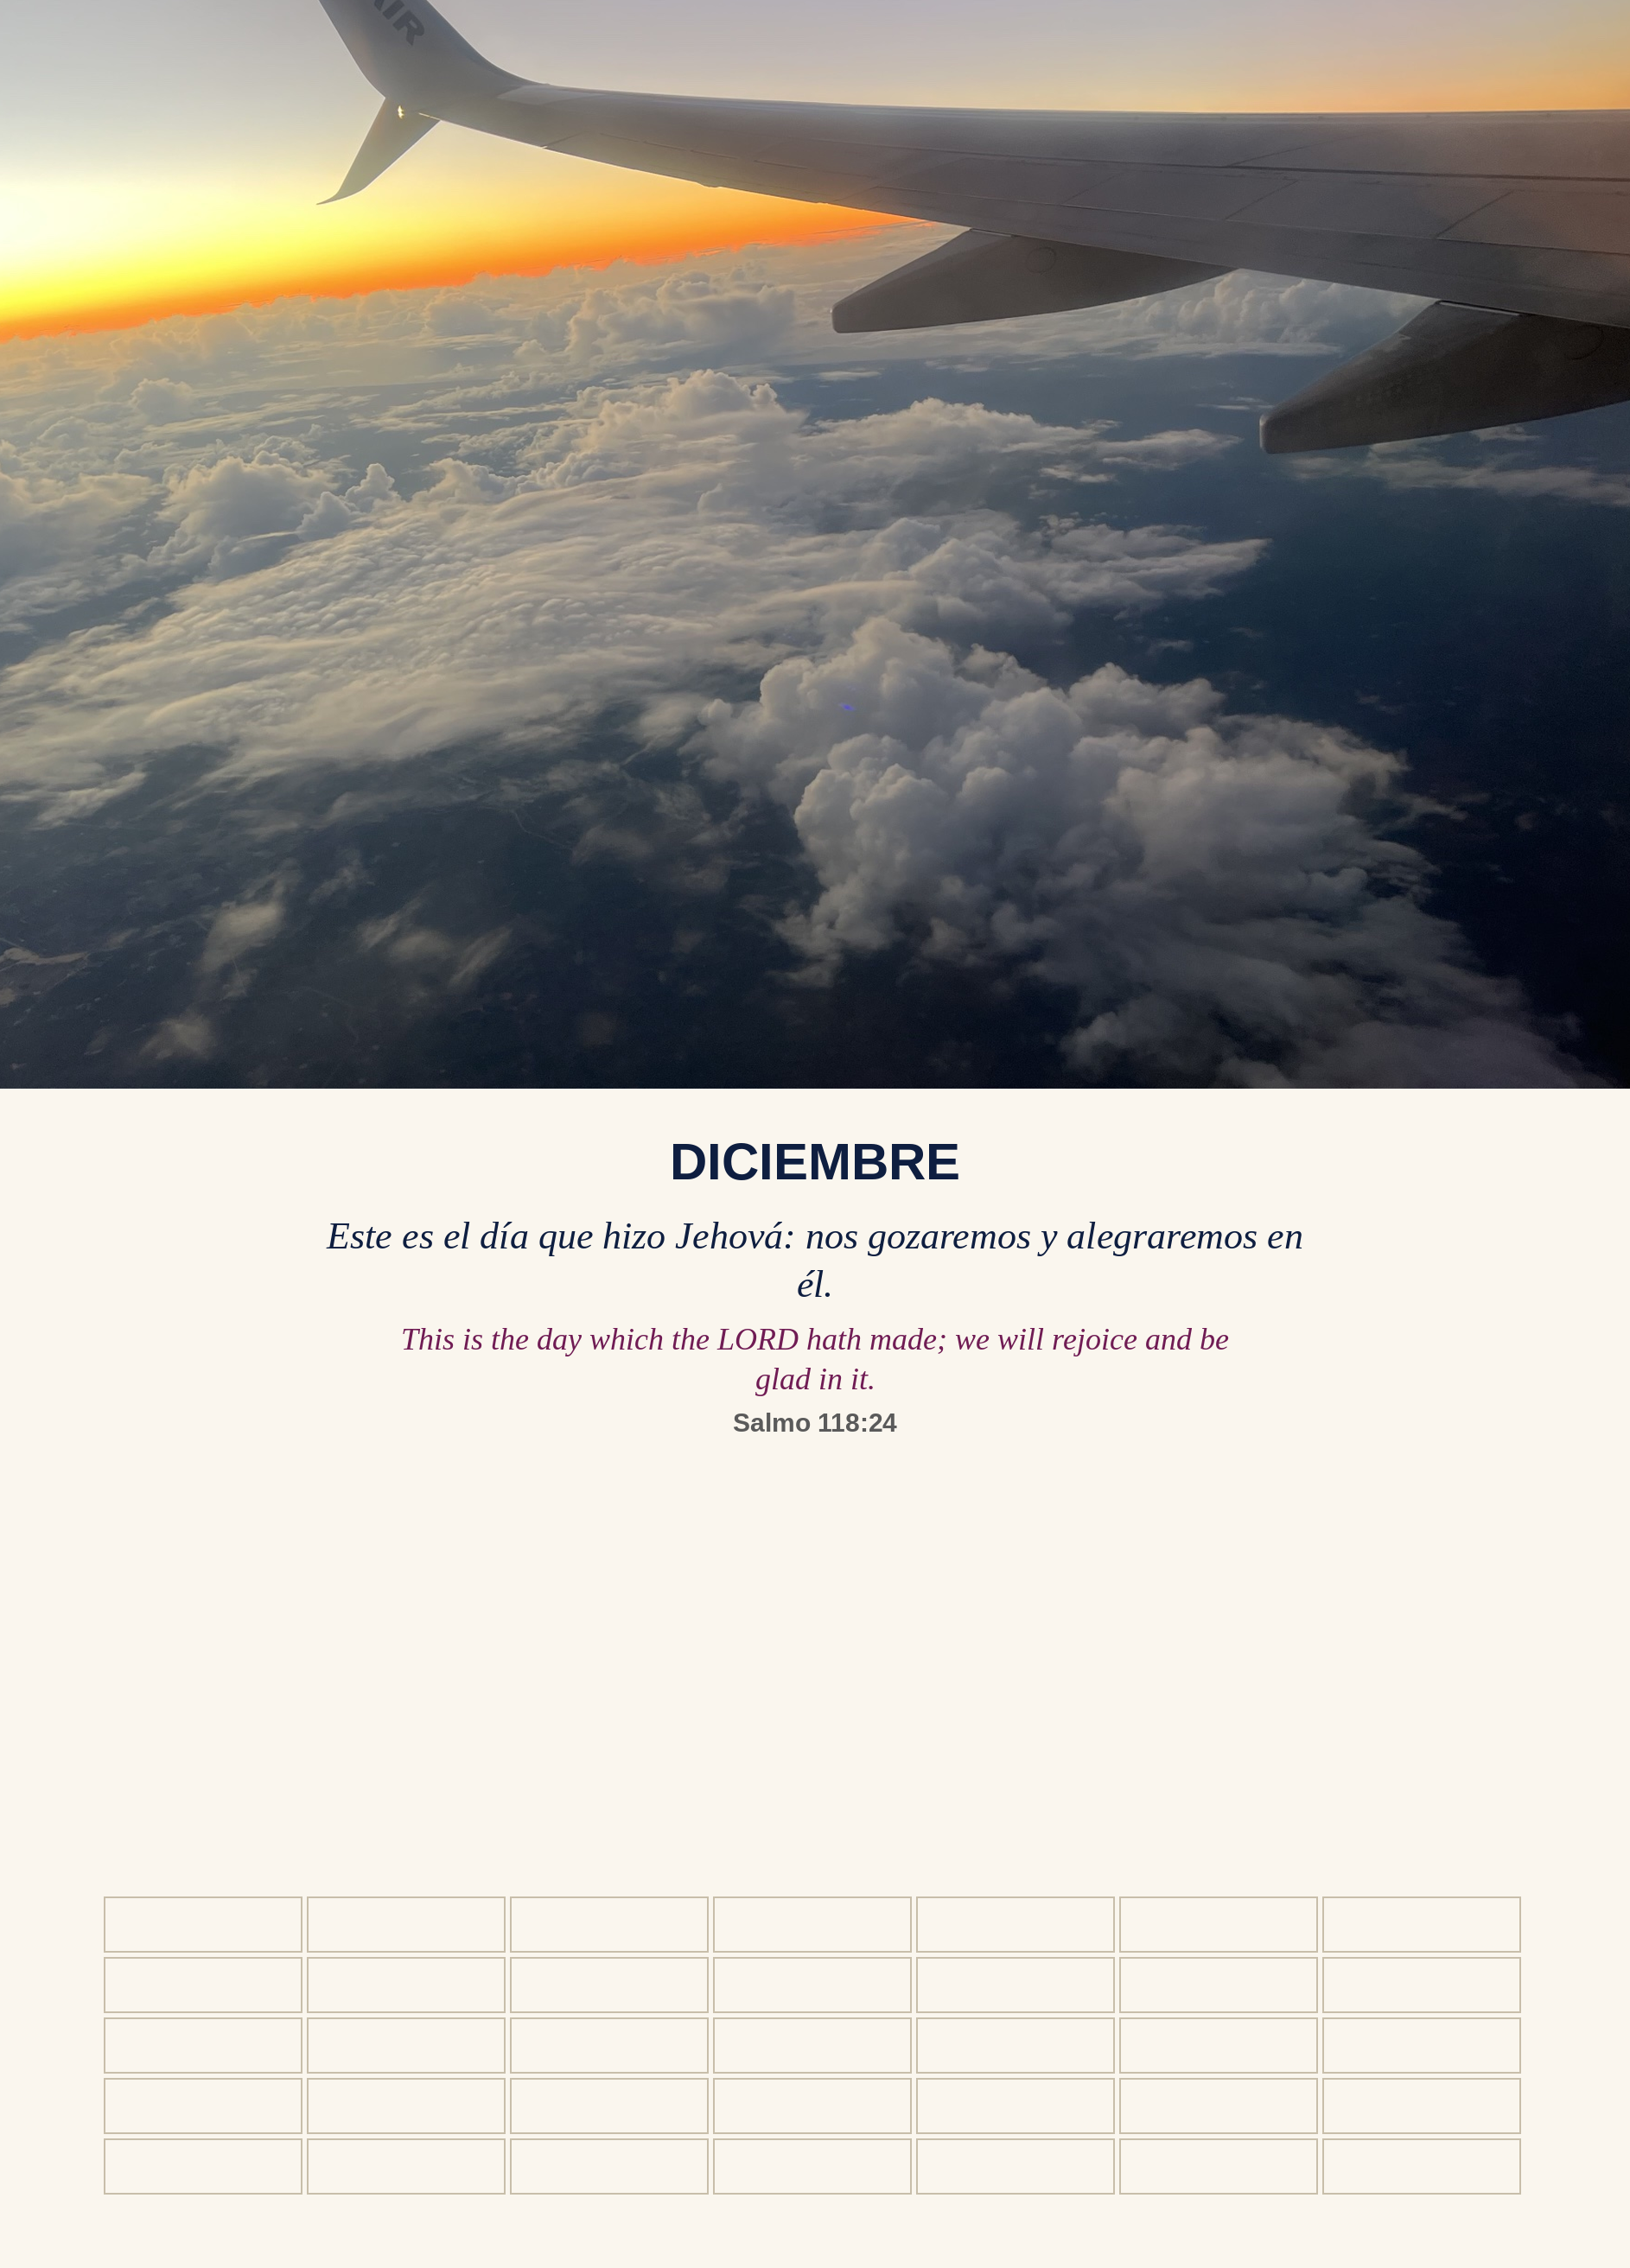 AIR
DICIEMBRE
Este es el día que hizo Jehová: nos gozaremos y alegraremos en
él.
This is the day which the LORD hath made; we will rejoice and be
glad in it.
Salmo 118:24